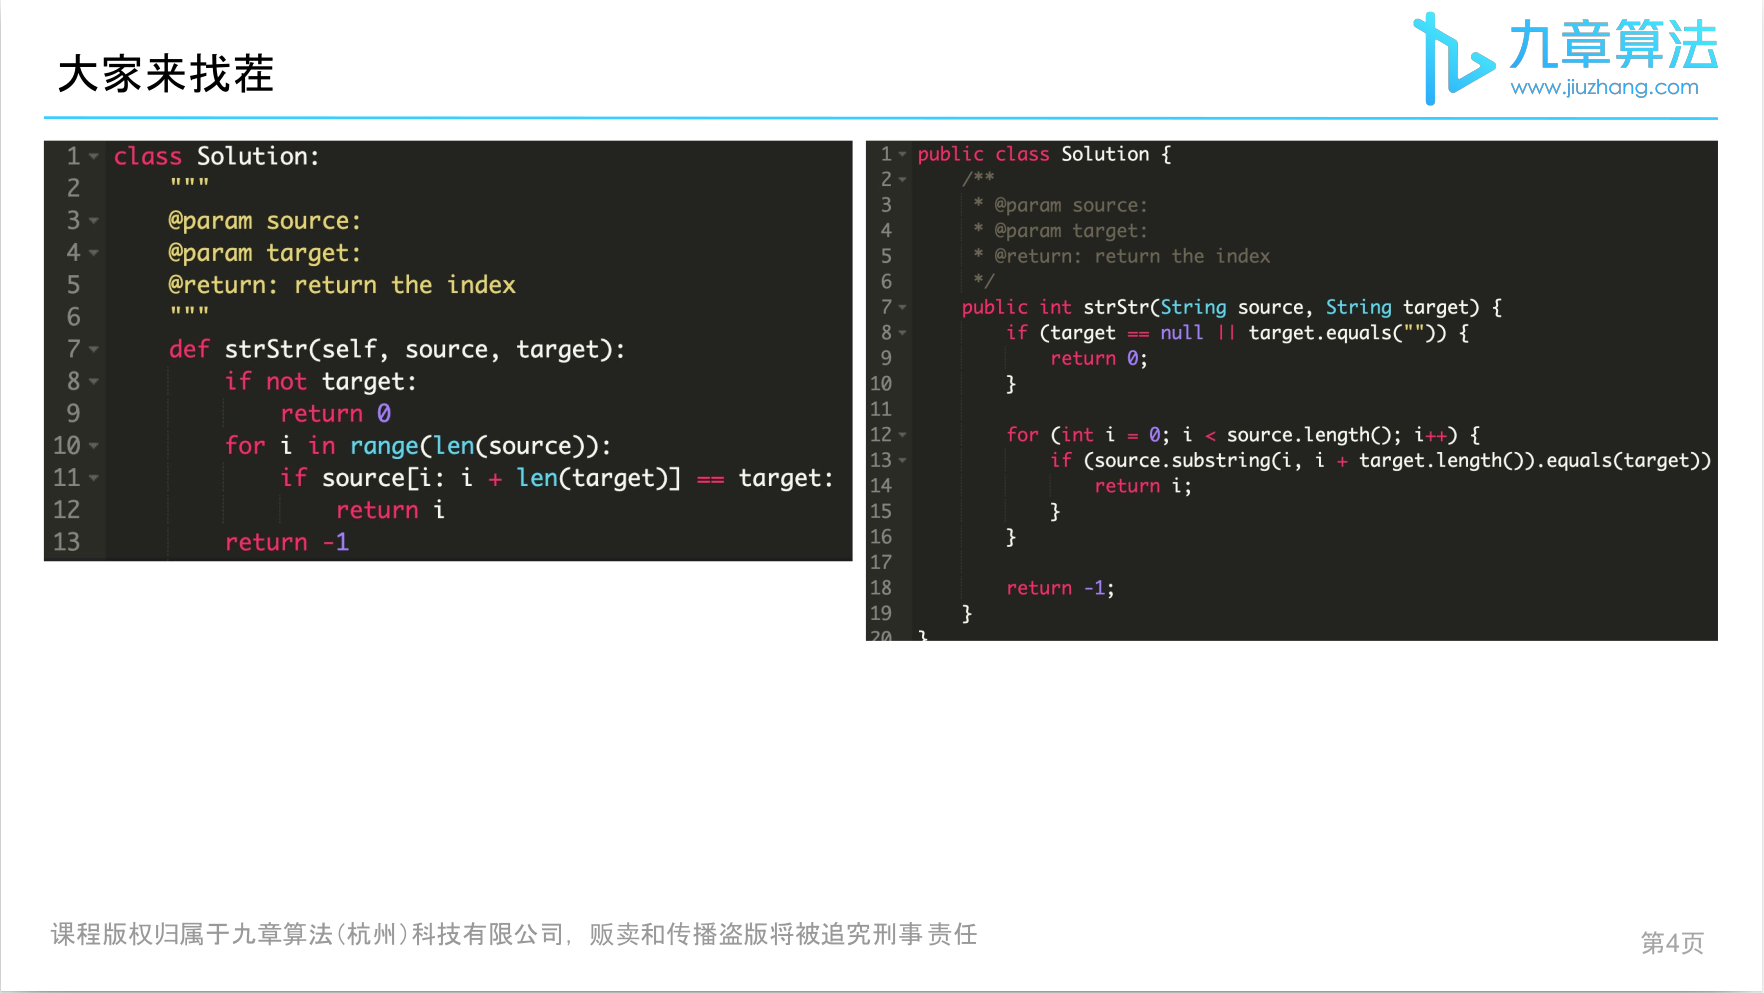 大家来找茬
九章算法
www.jiuzhang.com
1 class Solution:
2     """
3     @param source:
4     @param target:
5     @return: return the index
6     """
7     def strStr(self, source, target):
8         if not target:
9             return 0
10         for i in range(len(source)):
11             if source[i: i + len(target)] == target:
12                 return i
13         return -1
1 public class Solution {
2     /**
3      * @param source:
4      * @param target:
5      * @return: return the index
6      */
7     public int strStr(String source, String target) {
8         if (target == null || target.equals("")) {
9             return 0;
10         }
11
12         for (int i = 0; i < source.length(); i++) {
13             if (source.substring(i, i + target.length()).equals(target))
14                 return i;
15             }
16         }
17
18         return -1;
19     }
20 }
课程版权归属于九章算法(杭州)科技有限公司，贩卖和传播盗版将被追究刑事责任
第4页